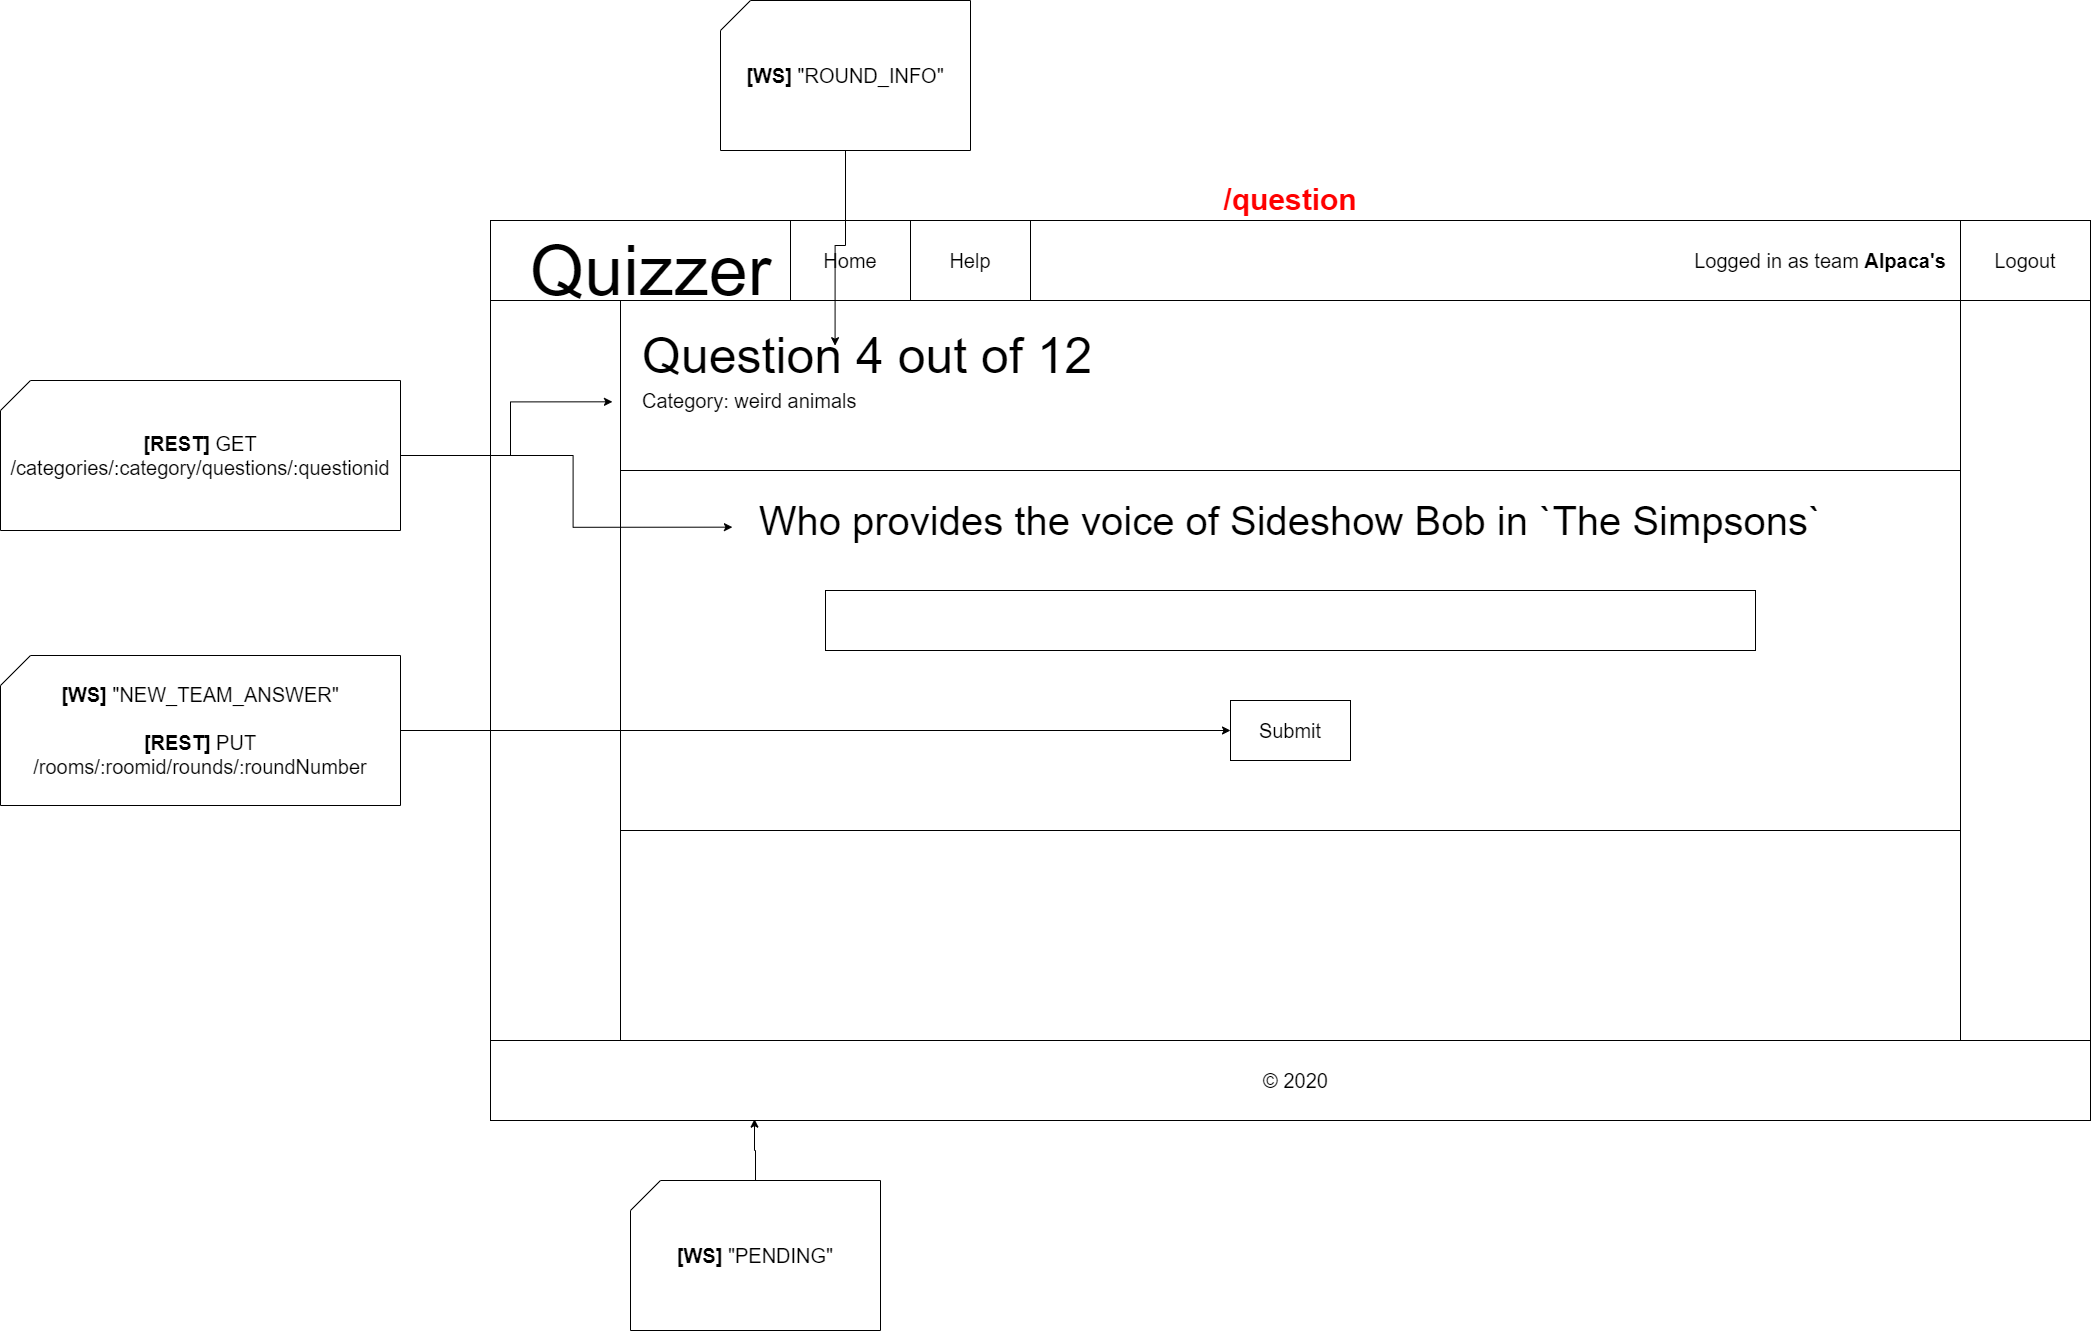 [WS] "ROUND_INFO"
/question
Quizzer
Home
Help
Logged in as team Alpaca's
Logout
Question 4 out of 12
Category: weird animals
[REST] GET
/categories/:category/questions/:questionid
Who provides the voice of Sideshow Bob in `The Simpsons`
[WS] "NEW_TEAM_ANSWER"
[REST] PUT
/rooms/:roomid/rounds/:roundNumber
Submit
© 2020
[WS] "PENDING"